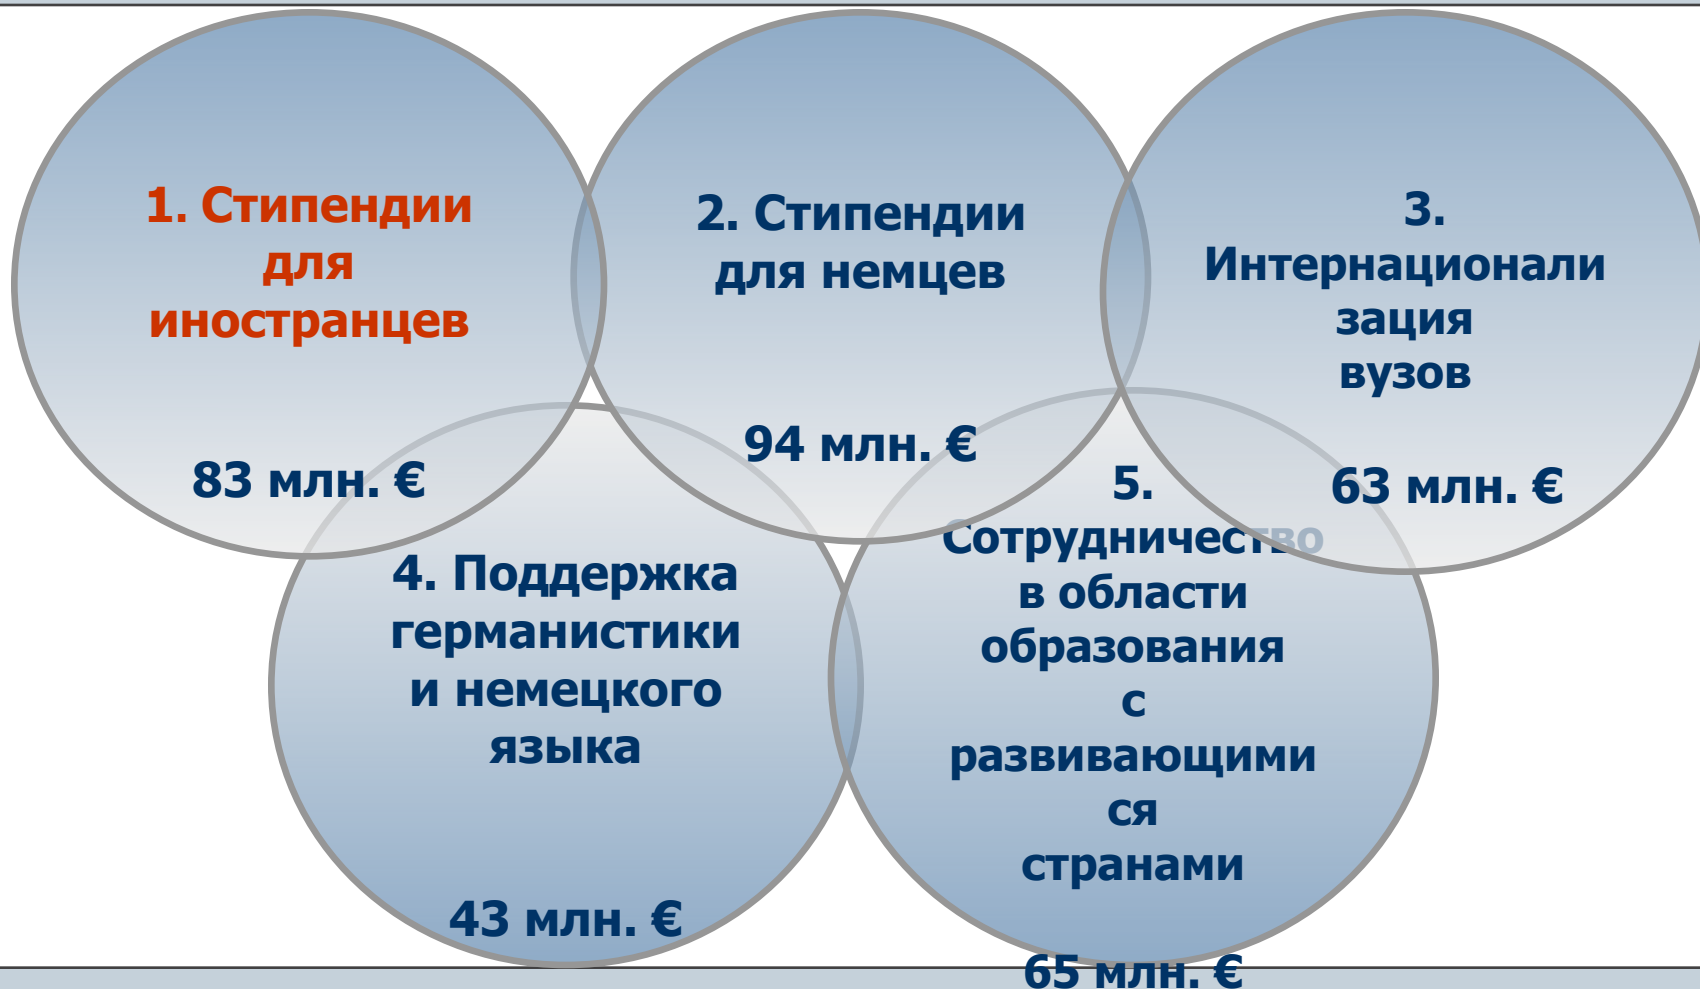 1. Стипендии
для
иностранцев
83 млн. €
2. Стипендии
для немцев
94 млн. €
3.
Интернационали
зация
вузов
63 млн. €
4. Поддержка
германистики
и немецкого
языка
43 млн. €
5.
Сотрудничество
в области
образования
с
развивающими
ся
странами
65 млн. €